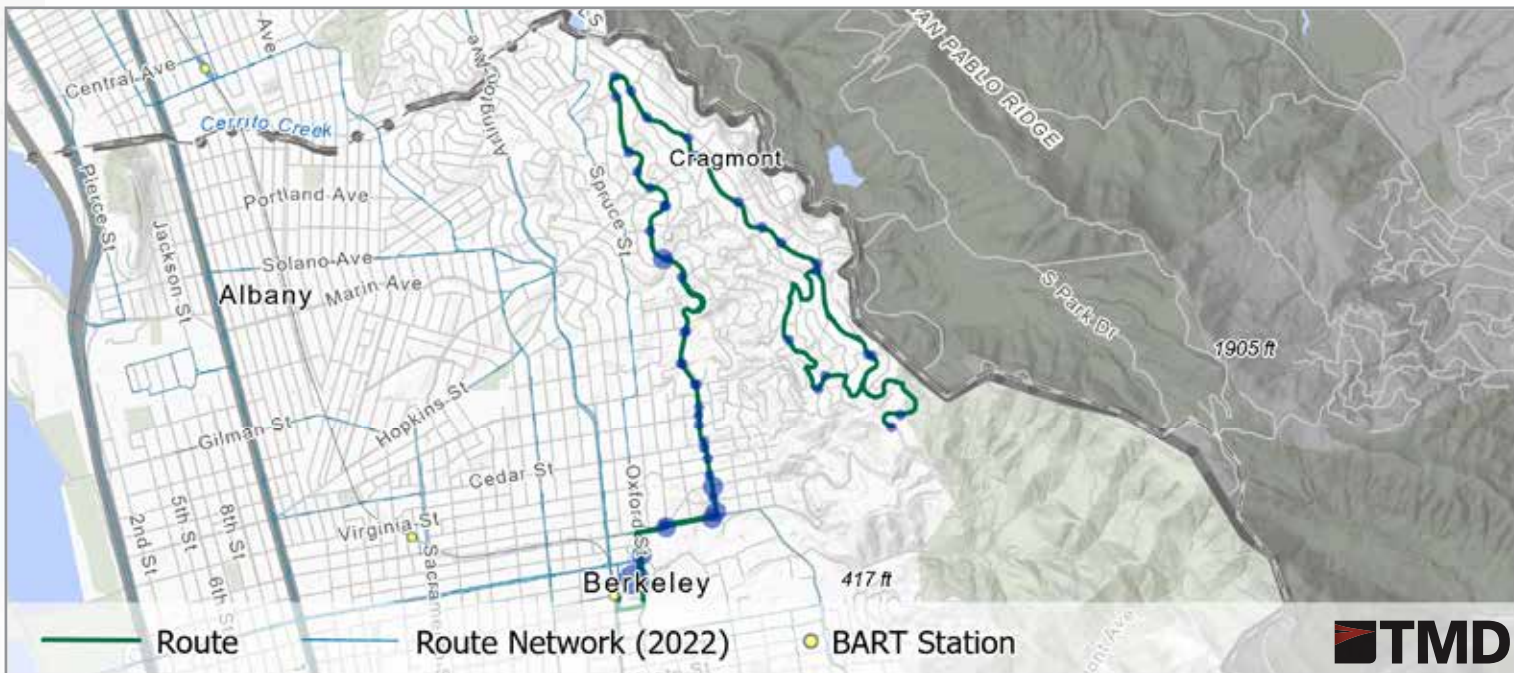 SAN PABLO RIDGE
Ave
Central Ave
Arlington Ave
Cerrito Creek
Cragmont
Pierce St
Portland Ave
Spruce St
Jackson St
Solano Ave
Albany
Marin Ave
S Park Dr
1905 ft
Hopkins St
Gilman St
Cedar St
Oxford St
8th St
5th St
2nd St
Virginia St
6th St
Berkeley
417 ft
Route
Route Network (2022)
BART Station
TMD